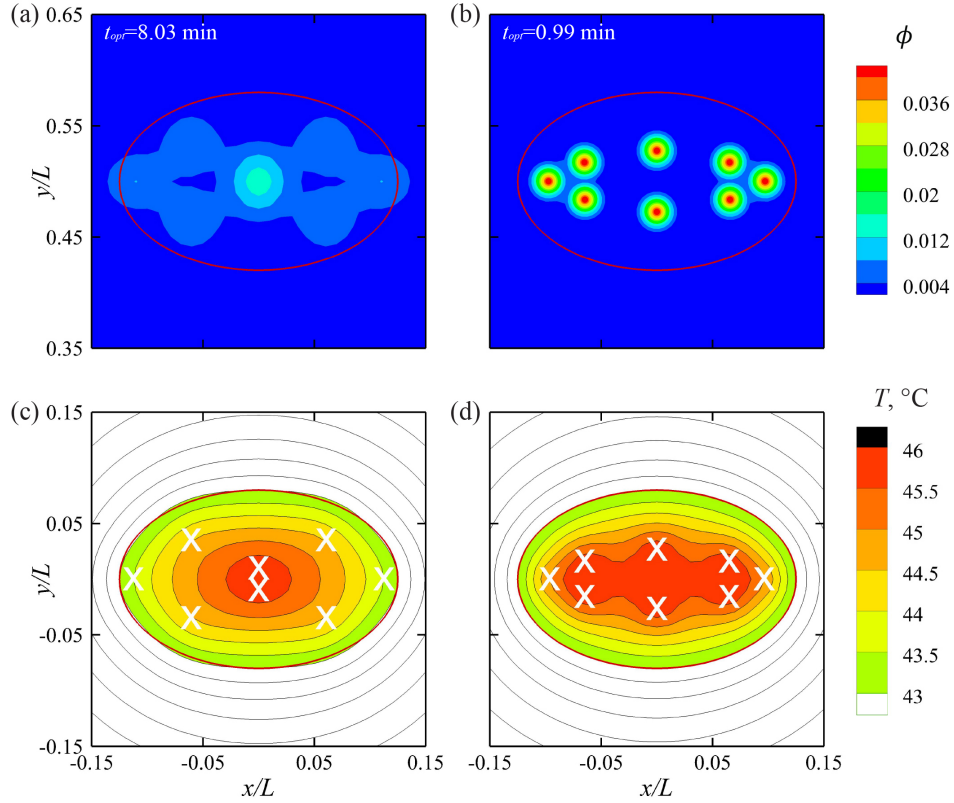 (a)
t_opt=8.03 min
0.65
0.55
0.45
0.35
y/L
(b)
t_opt=0.99 min
ϕ
0.036
0.028
0.02
0.012
0.004
(c)
0.15
0.05
-0.05
-0.15
y/L
X X X X X X X X
-0.15 -0.05 0.05 0.15
x/L
(d)
X X X X X X X X
-0.15 -0.05 0.05 0.15
x/L
T, °C
46
45.5
45
44.5
44
43.5
43